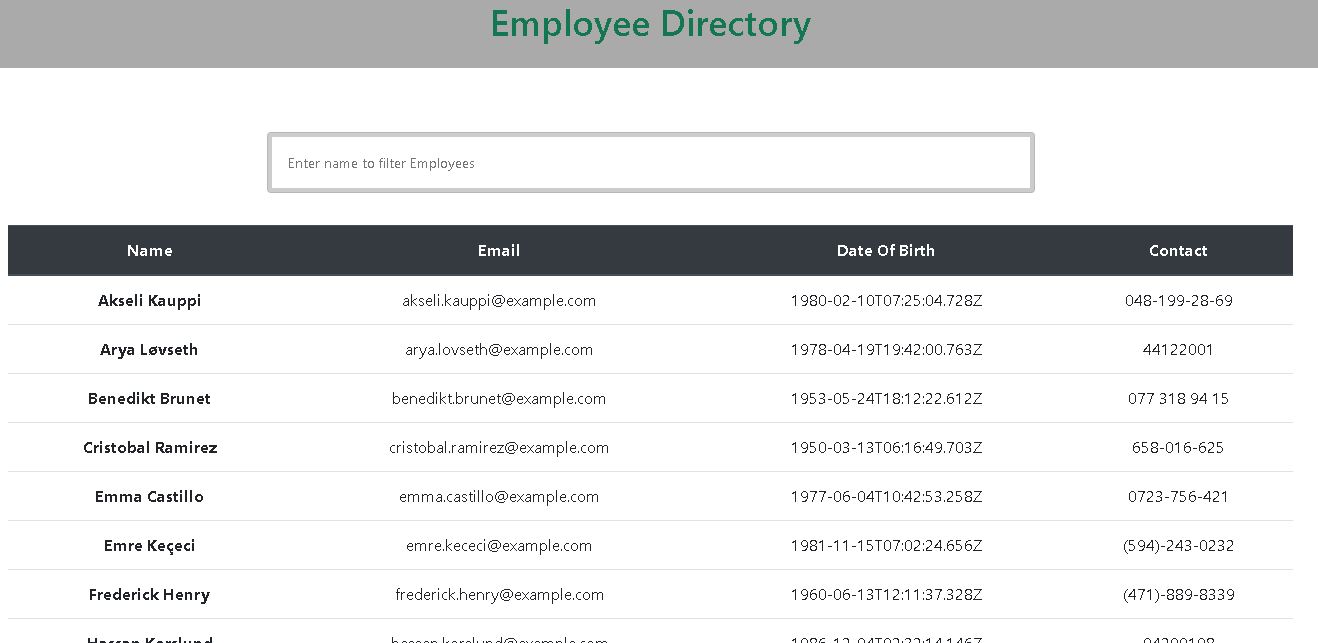 Employee Directory
Enter name to filter Employees
Name Email Date Of Birth Contact
Akseli Kauppi akseli.kauppi@example.com 1980-02-10T07:25:04.728Z 048-199-28-69
Arya Løvseth arya.lovseth@example.com 1978-04-19T19:42:00.763Z 44122001
Benedikt Brunet benedikt.brunet@example.com 1953-05-24T18:12:22.612Z 077 318 94 15
Cristobal Ramirez cristobal.ramirez@example.com 1950-03-13T06:16:49.703Z 658-016-625
Emma Castillo emma.castillo@example.com 1977-06-04T10:42:53.258Z 0723-756-421
Emre Keçeci emre.kececi@example.com 1981-11-15T07:02:24.656Z (594)-243-0232
Frederick Henry frederick.henry@example.com 1960-06-13T12:11:37.328Z (471)-889-8339